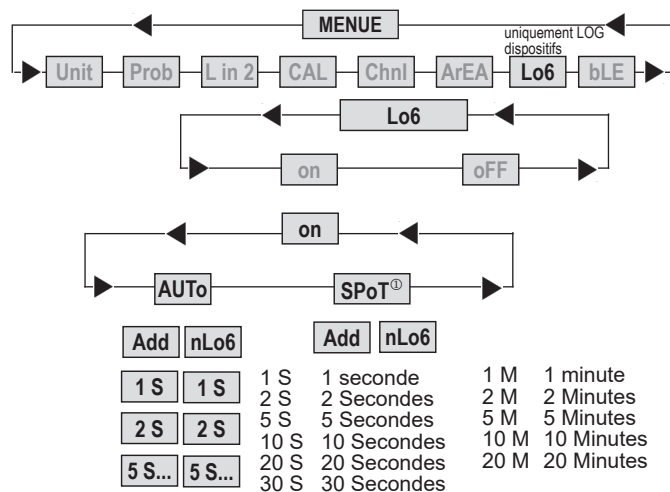 MENUE
uniquement LOG
dispositifs
Unit Prob L in 2 CAL Chnl ArEA Lo6 bLE
Lo6
on oFF
on
AUTo SPoT①
Add nLo6 Add nLo6
1 S 1 S
2 S 2 S
5 S... 5 S...
1 S 1 seconde
2 S 2 Secondes
5 S 5 Secondes
10 S 10 Secondes
20 S 20 Secondes
30 S 30 Secondes
1 M 1 minute
2 M 2 Minutes
5 M 5 Minutes
10 M 10 Minutes
20 M 20 Minutes